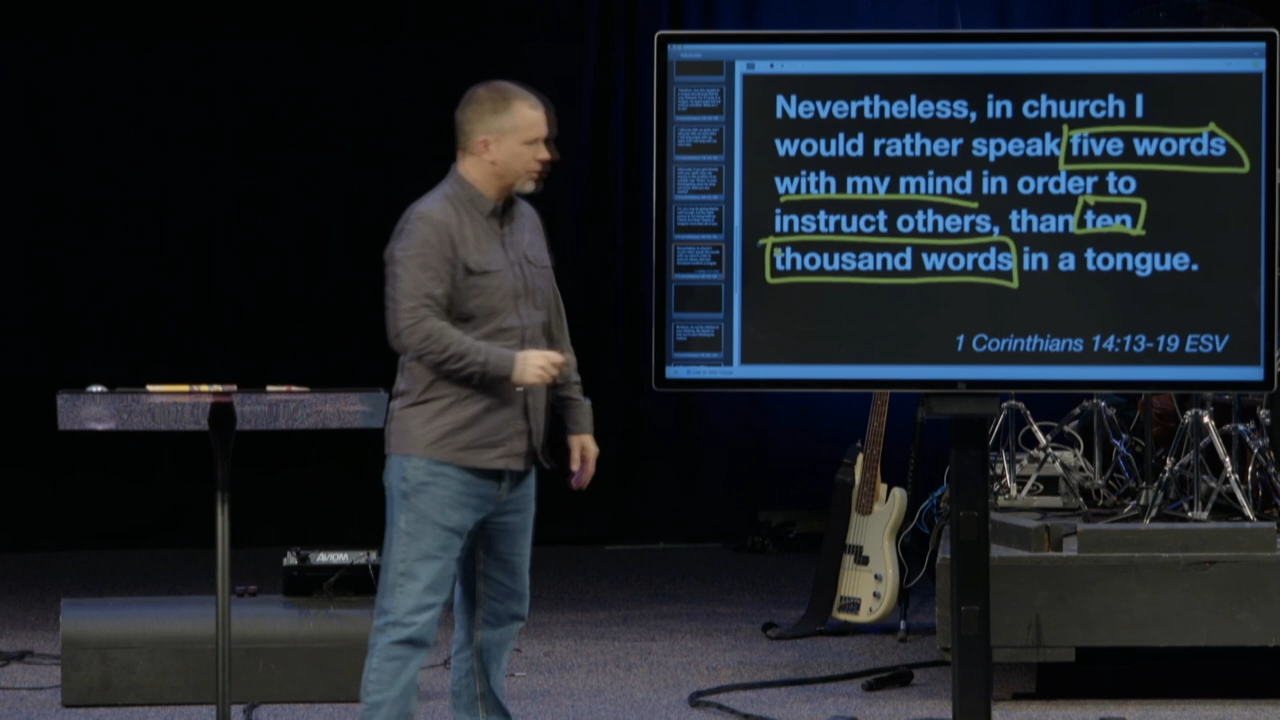 Nevertheless, in church I
would rather speak five words
with my mind in order to
instruct others, than ten
thousand words in a tongue.
1 Corinthians 14:13-19 ESV
AVIOM